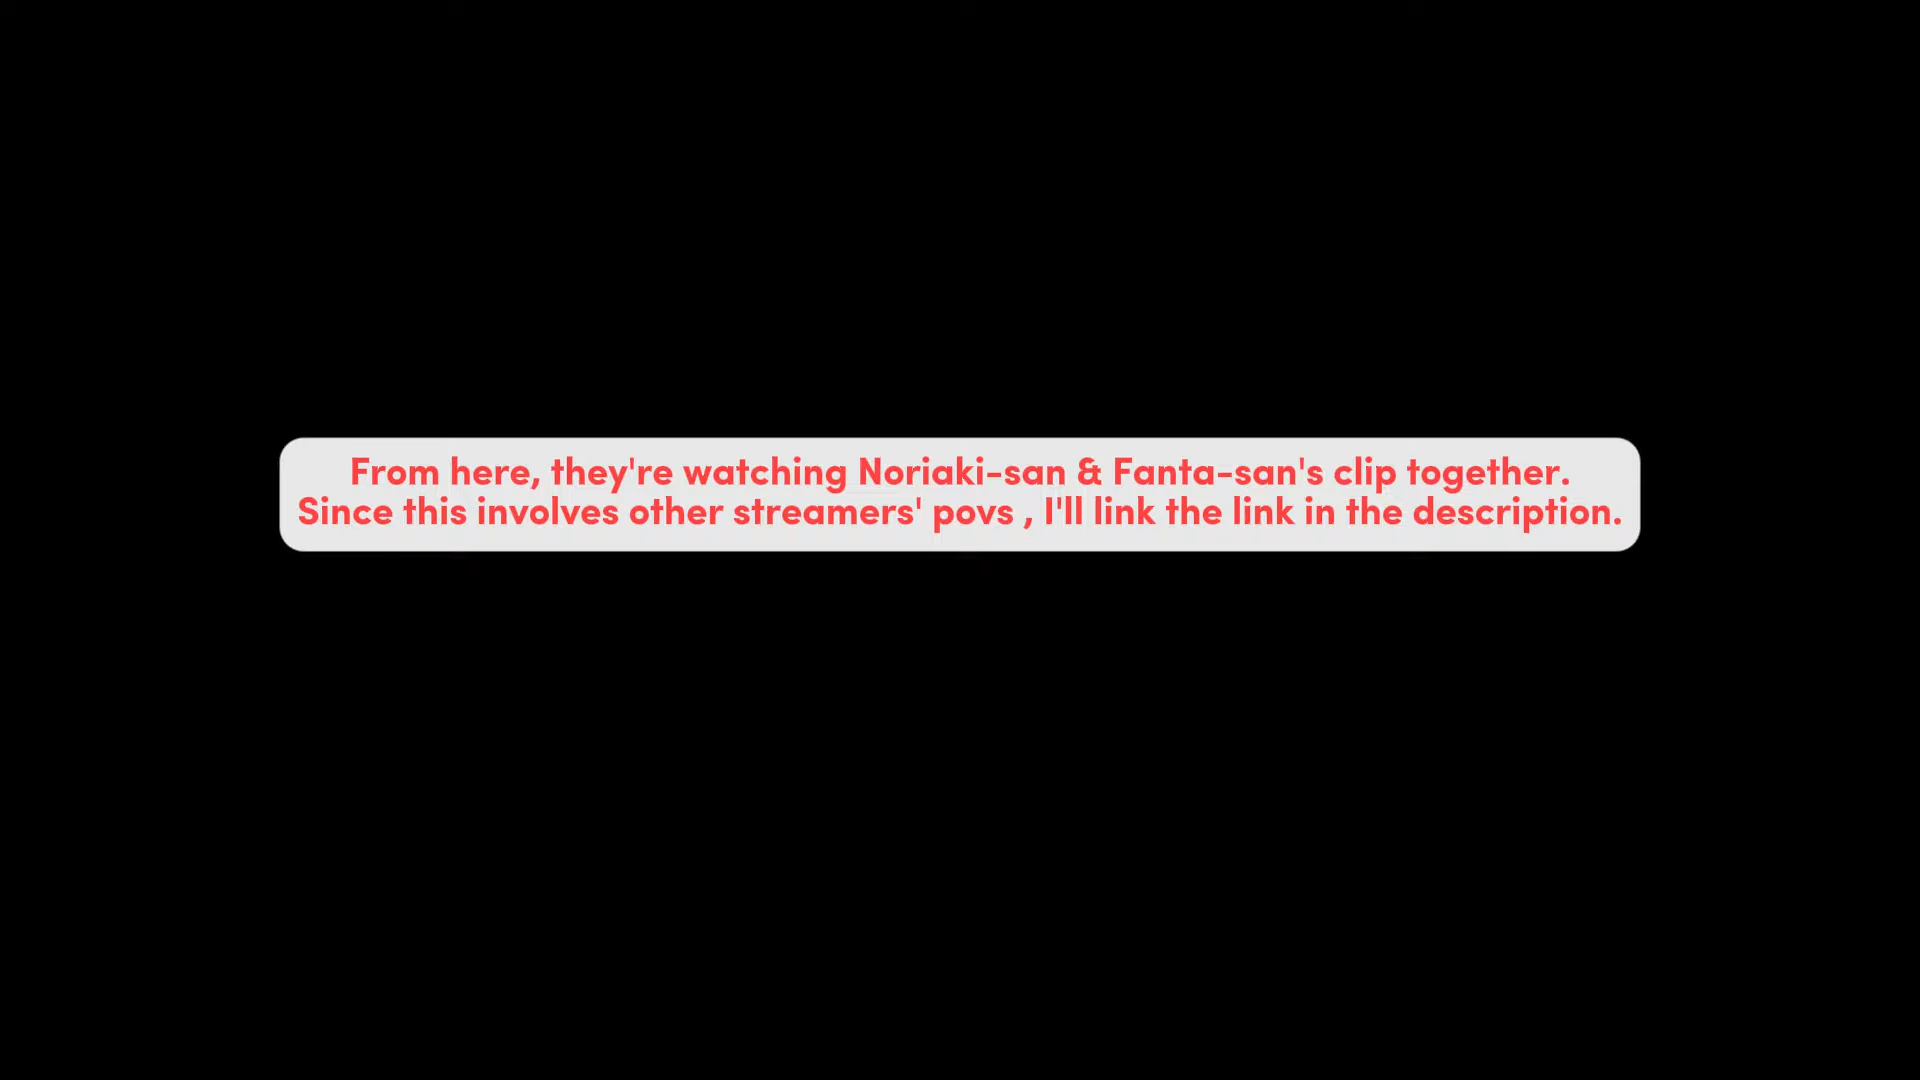 From here, they're watching Noriaki-san & Fanta-san's clip together.
Since this involves other streamers' povs , I'll link the link in the description.